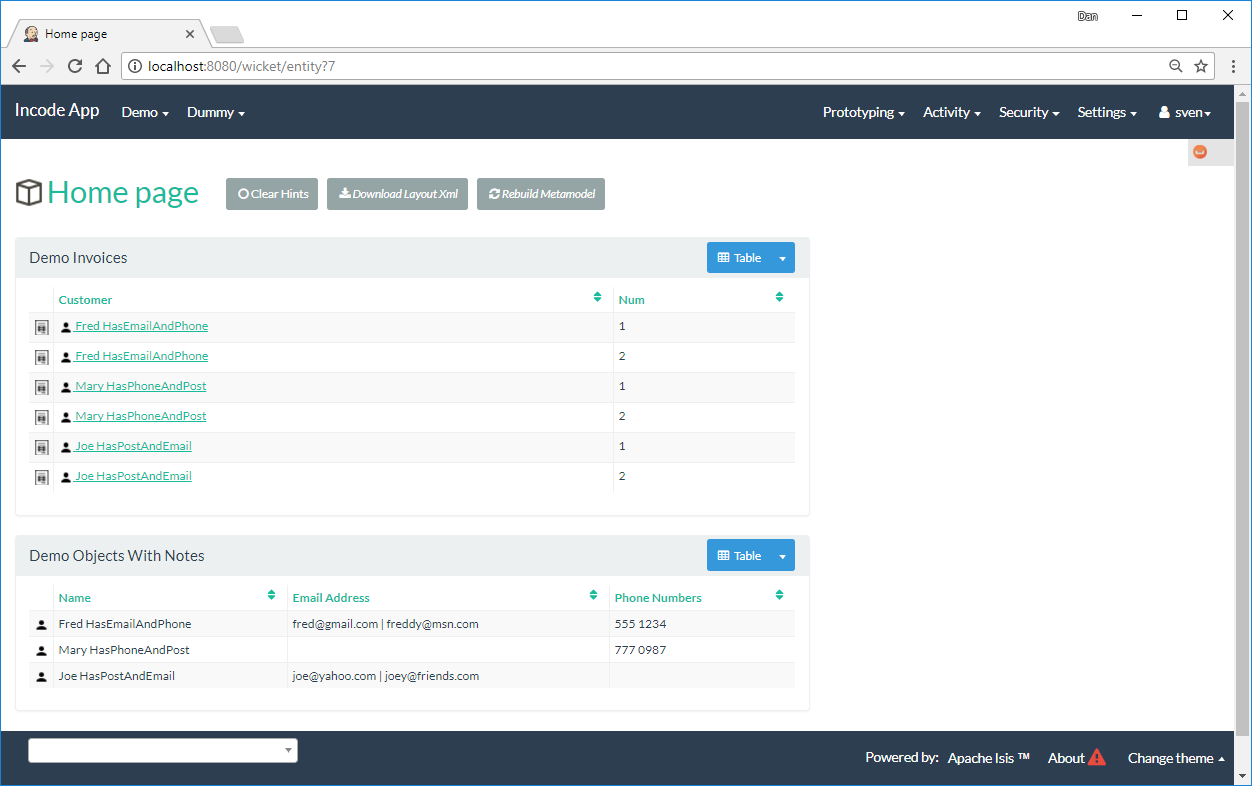 Dan
Home page
localhost:8080/wicket/entity?7
Incode App Demo Dummy Prototyping Activity Security Settings sven
Home page Clear Hints Download Layout Xml Rebuild Metamodel
Demo Invoices Table
Customer Num
Fred HasEmailAndPhone 1
Fred HasEmailAndPhone 2
Mary HasPhoneAndPost 1
Mary HasPhoneAndPost 2
Joe HasPostAndEmail 1
Joe HasPostAndEmail 2
Demo Objects With Notes Table
Name Email Address Phone Numbers
Fred HasEmailAndPhone fred@gmail.com | freddy@msn.com 555 1234
Mary HasPhoneAndPost 777 0987
Joe HasPostAndEmail joe@yahoo.com | joey@friends.com
Powered by: Apache Isis ™ About Change theme